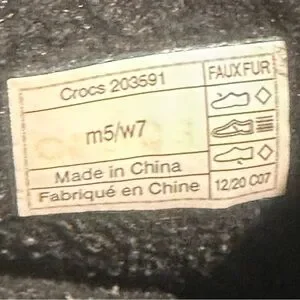 Crocs 203591
FAUX FUR
m5/w7
Made in China
Fabriqué en Chine
12/20 C07